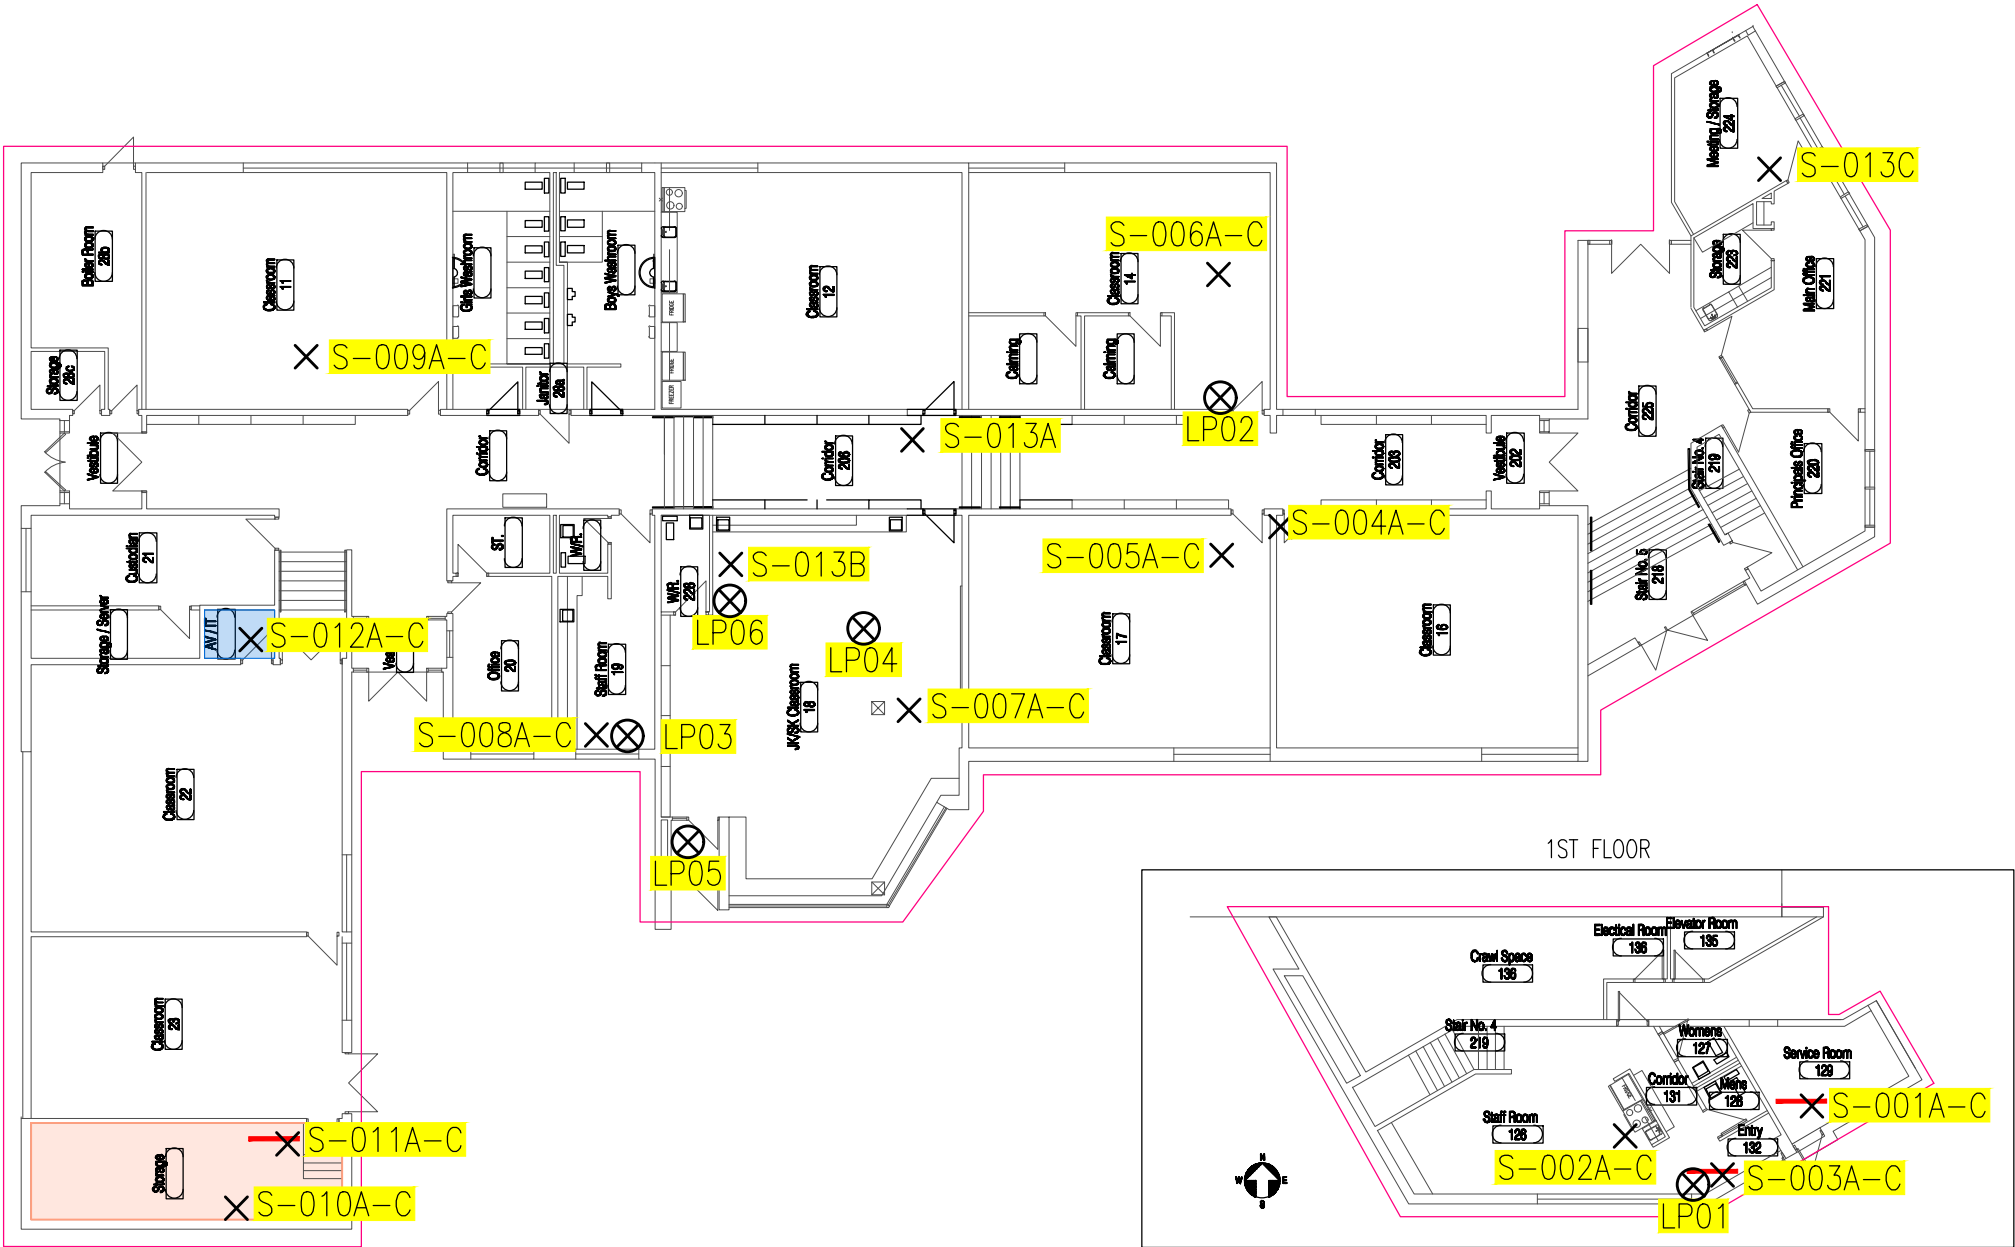 Meeting / Storage
224
S-013C
S-006A-C
Boiler Room
28b
Classroom
11
Girls Washroom
Boys Washroom
Classroom
12
Classroom
14
Storage
223
Main Office
221
FRIDGE
FRIDGE
FREEZER
S-009A-C
Storage
28c
Janitor
28a
Calming
Calming
LP02
Corridor
225
Vestibule
Corridor
Corridor
206
S-013A
Corridor
203
Vestibule
202
Stair No. 4
219
Principals Office
220
Custodian
21
ST.
W/R.
W/R.
226
S-013B
LP06
LP04
S-005A-C
S-004A-C
Stair No. 5
218
Storage / Server
AV / IT
S-012A-C
Office
20
Staff Room
19
Classroom
17
Classroom
16
JK/SK Classroom
18
S-007A-C
S-008A-C
LP03
Classroom
22
LP05
Classroom
23
Storage
S-011A-C
S-010A-C
1ST FLOOR
Electical Room
136
Elevator Room
135
Crawl Space
136
Stair No. 4
219
Womens
127
Service Room
129
Corridor
131
Mens
128
FRIDGE
Staff Room
126
Entry
132
S-001A-C
S-002A-C
S-003A-C
LP01
N
W
E
S